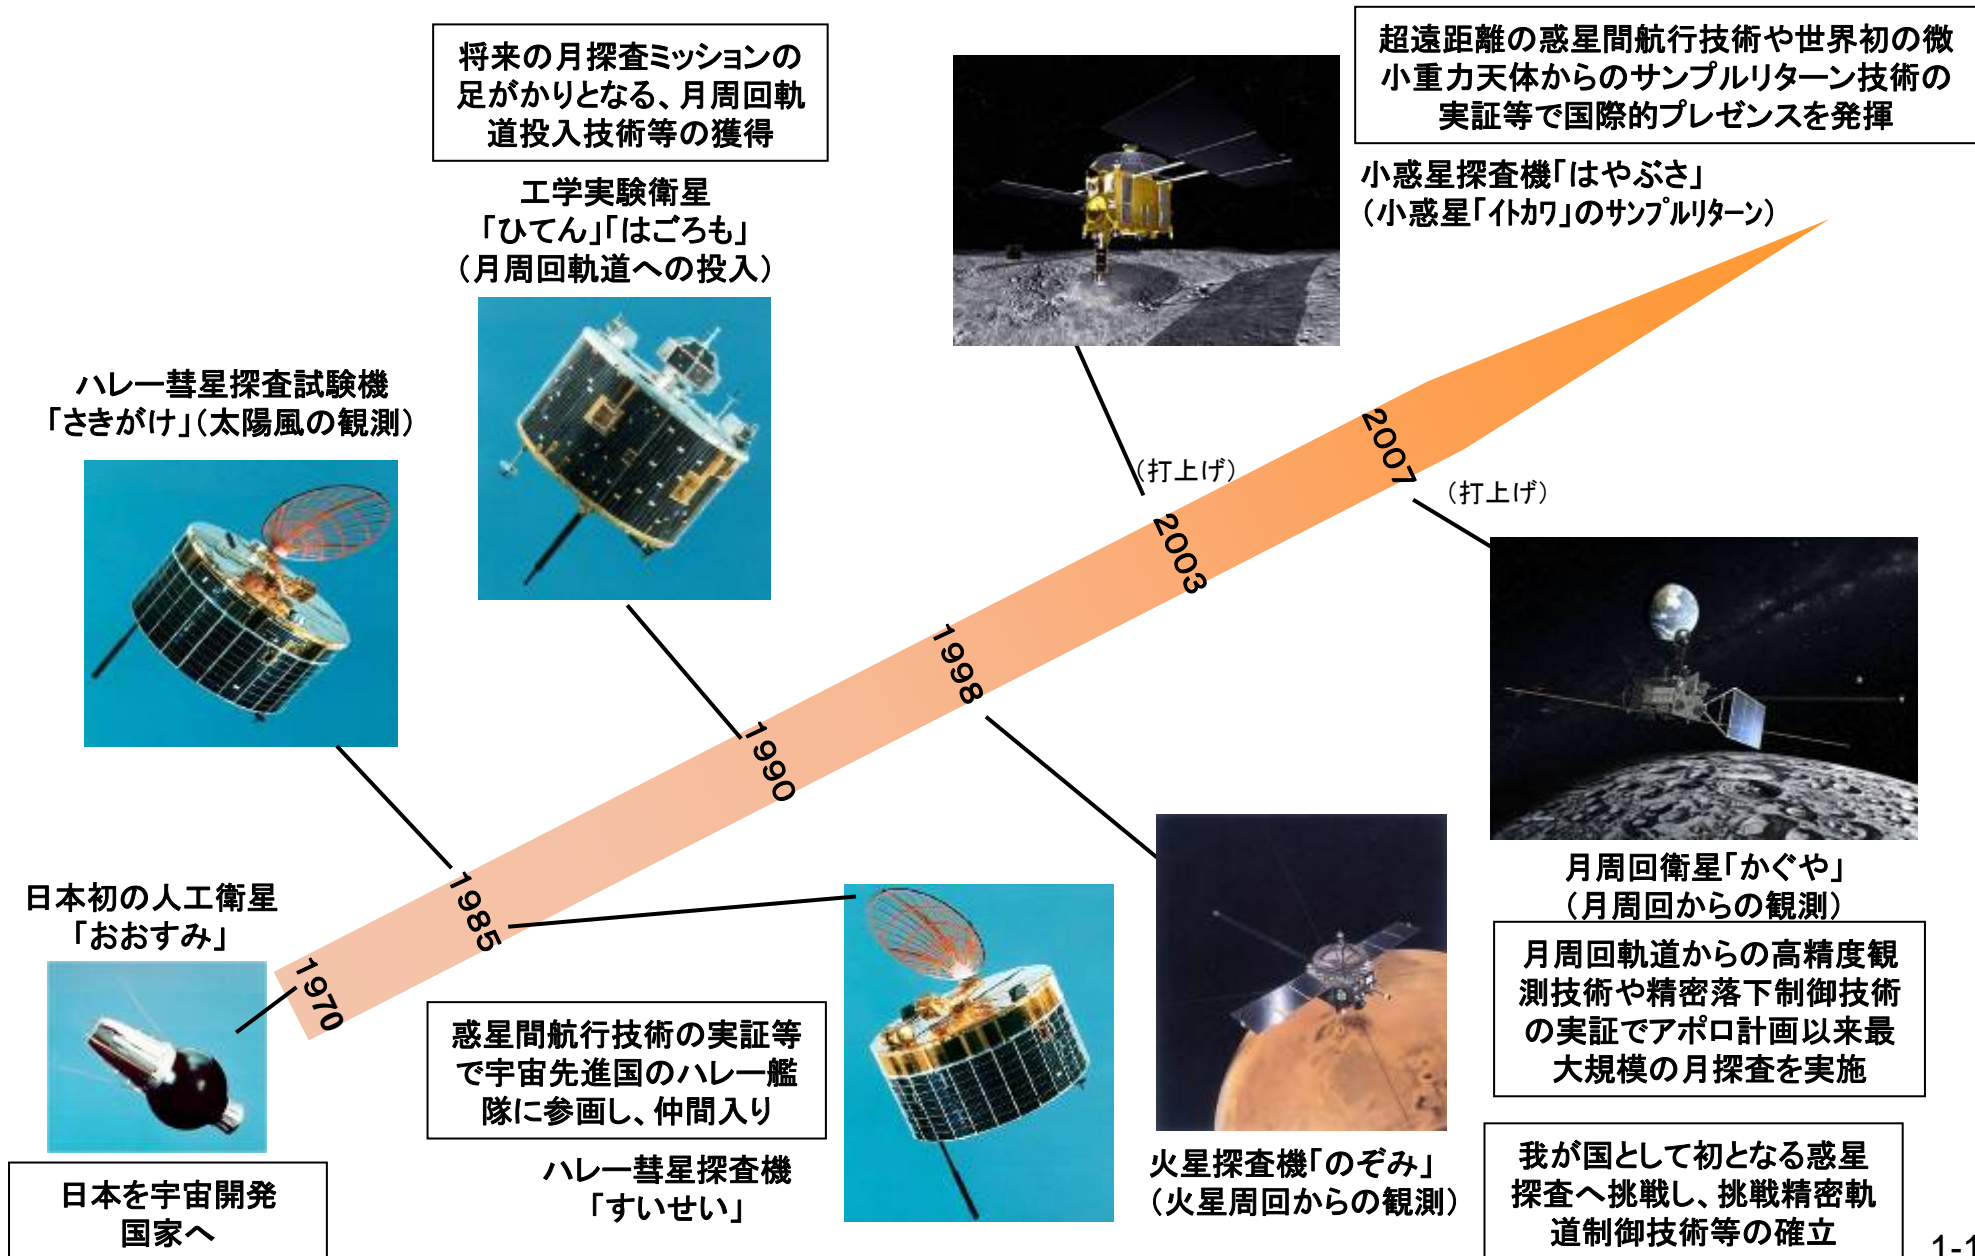 将来の月探査ミッションの
足がかりとなる、月周回軌
道投入技術等の獲得
工学実験衛星
「ひてん」「はごろも」
（月周回軌道への投入）
超遠距離の惑星間航行技術や世界初の微
小重力天体からのサンプルリターン技術の
実証等で国際的プレゼンスを発揮
小惑星探査機「はやぶさ」
（小惑星「ｲﾄｶﾜ」のｻﾝﾌﾟﾙﾘﾀｰﾝ）
ハレー彗星探査試験機
「さきがけ」（太陽風の観測）
（打上げ）
2007
（打上げ）
2003
1998
1990
1985
1970
日本初の人工衛星
「おおすみ」
日本を宇宙開発
国家へ
惑星間航行技術の実証等
で宇宙先進国のハレー艦
隊に参画し、仲間入り
ハレー彗星探査機
「すいせい」
火星探査機「のぞみ」
（火星周回からの観測）
月周回衛星「かぐや」
（月周回からの観測）
月周回軌道からの高精度観
測技術や精密落下制御技術
の実証でアポロ計画以来最
大規模の月探査を実施
我が国として初となる惑星
探査へ挑戦し、挑戦精密軌
道制御技術等の確立
1-1